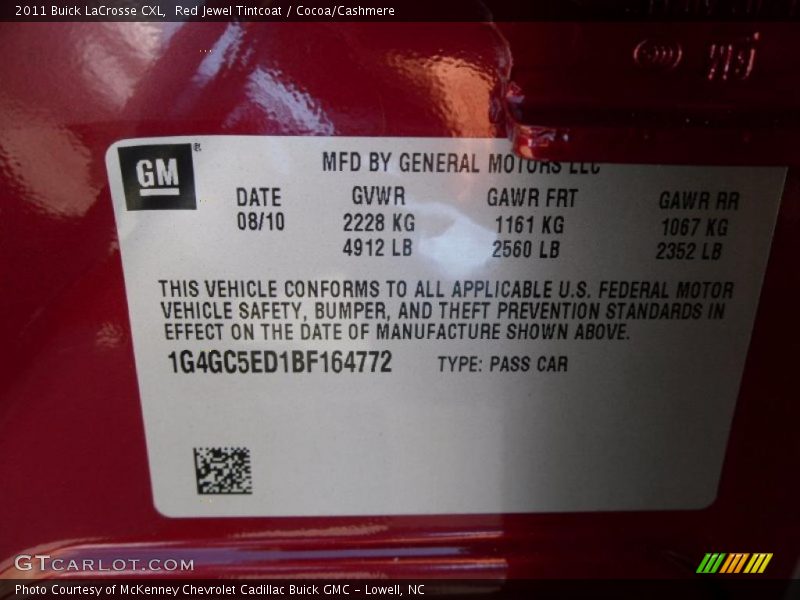 2011 Buick LaCrosse CXL, Red Jewel Tintcoat / Cocoa/Cashmere
GM®
MFD BY GENERAL MOTORS LLC
DATE GVWR GAWR FRT GAWR RR
08/10 2228 KG 1161 KG 1067 KG
4912 LB 2560 LB 2352 LB
THIS VEHICLE CONFORMS TO ALL APPLICABLE U.S. FEDERAL MOTOR
VEHICLE SAFETY, BUMPER, AND THEFT PREVENTION STANDARDS IN
EFFECT ON THE DATE OF MANUFACTURE SHOWN ABOVE.
1G4GC5ED1BF164772 TYPE: PASS CAR
GTCARLOT.COM
Photo Courtesy of McKenney Chevrolet Cadillac Buick GMC – Lowell, NC